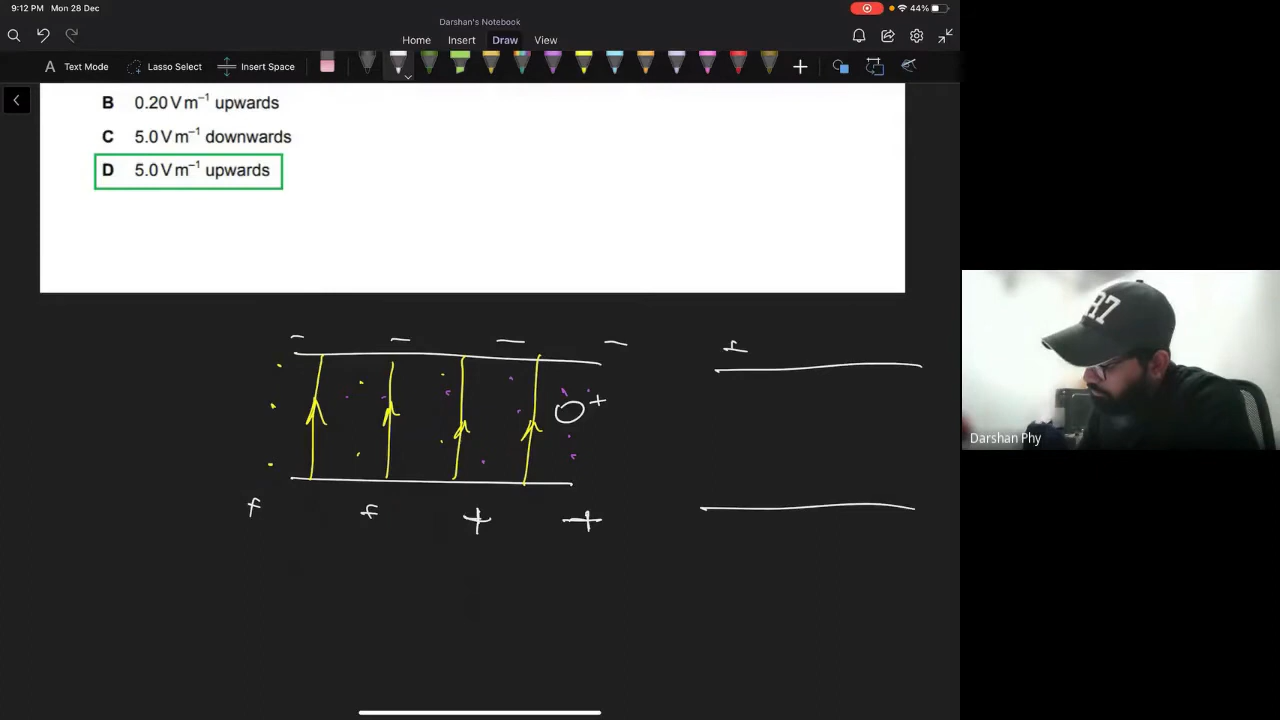 9:12 PM Mon 28 Dec
44%
Darshan's Notebook
Home Insert Draw View
Text Mode Lasso Select Insert Space
B 0.20 V m⁻¹ upwards
C 5.0 V m⁻¹ downwards
D 5.0 V m⁻¹ upwards
− − − −
+
+
+ + + +
R7
Darshan Phy